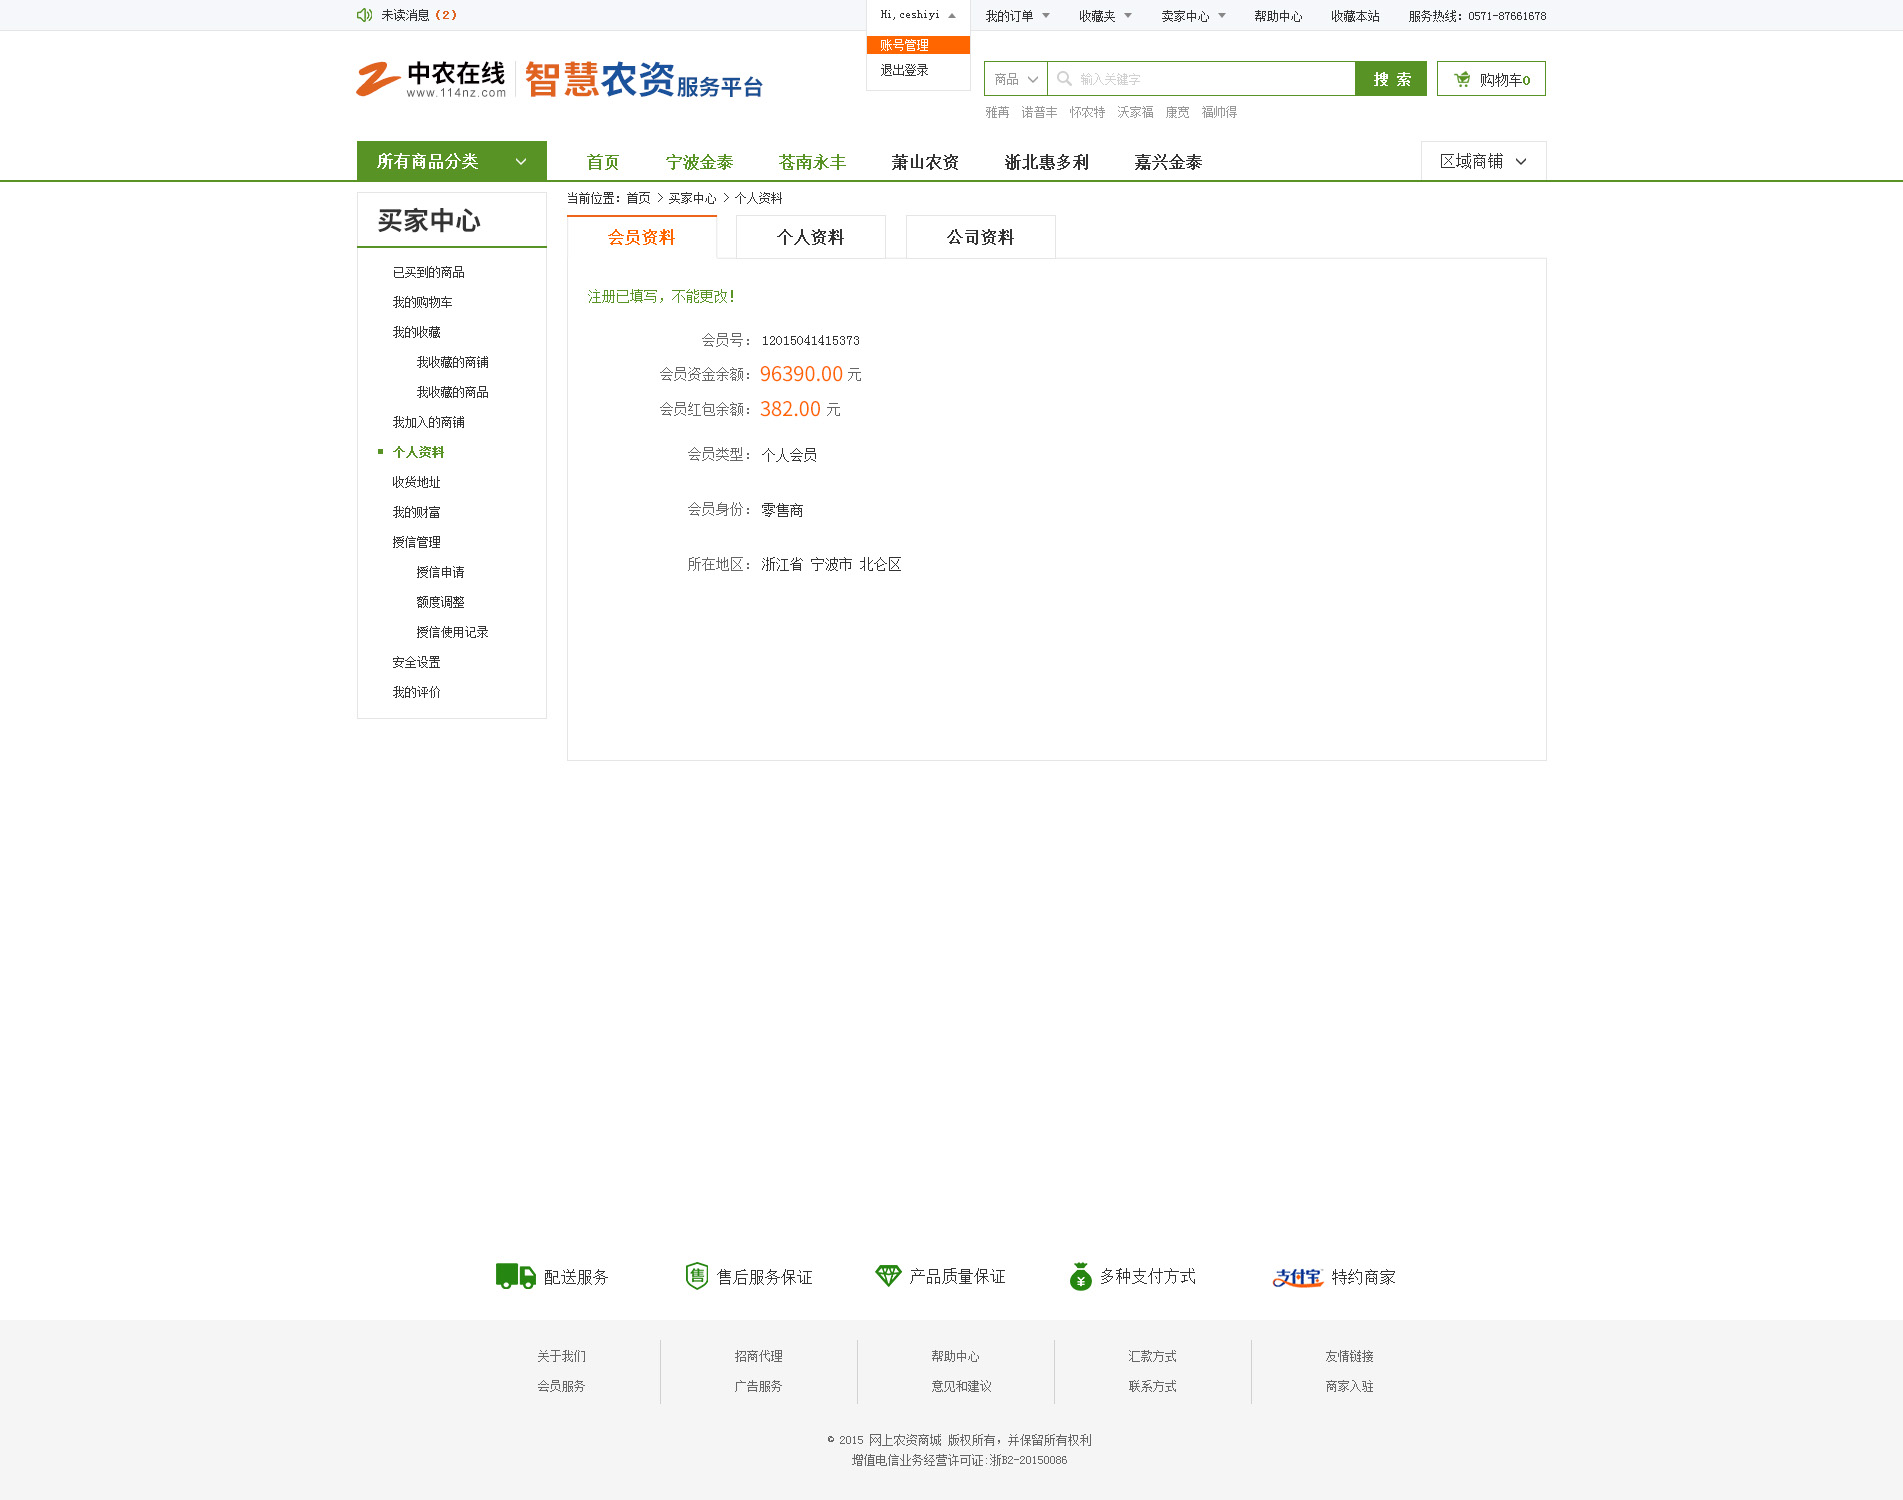 未读消息（2）
Hi,ceshiyi
我的订单
收藏夹
卖家中心
帮助中心
收藏本站
服务热线：0571-87661678
账号管理
退出登录
中农在线
www.114nz.com
智慧农资服务平台
商品
输入关键字
搜 索
购物车0
雅苒 诺普丰 怀农特 沃家福 康宽 福帅得
所有商品分类
首页 宁波金泰 苍南永丰 萧山农资 浙北惠多利 嘉兴金泰
区域商铺
买家中心
已买到的商品
我的购物车
我的收藏
我收藏的商铺
我收藏的商品
我加入的商铺
个人资料
收货地址
我的财富
授信管理
授信申请
额度调整
授信使用记录
安全设置
我的评价
当前位置：首页 > 买家中心 > 个人资料
会员资料 个人资料 公司资料
注册已填写，不能更改！
会员号：12015041415373
会员资金余额：96390.00 元
会员红包余额：382.00 元
会员类型：个人会员
会员身份：零售商
所在地区：浙江省 宁波市 北仑区
配送服务
售
售后服务保证
产品质量保证
¥
多种支付方式
支付宝
特约商家
关于我们 招商代理 帮助中心 汇款方式 友情链接
会员服务 广告服务 意见和建议 联系方式 商家入驻
© 2015 网上农资商城 版权所有，并保留所有权利
增值电信业务经营许可证:浙B2-20150086